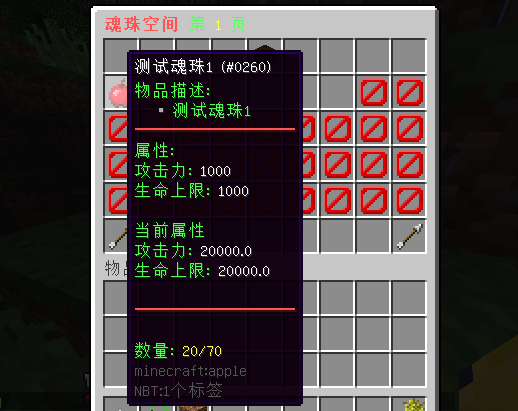 魂珠空间 第 1 页
测试魂珠1 (#0260)
物品描述:
▪ 测试魂珠1
属性:
攻击力: 1000
生命上限: 1000
当前属性
攻击力: 20000.0
生命上限: 20000.0
物品
数量: 20/70
minecraft:apple
NBT:1个标签